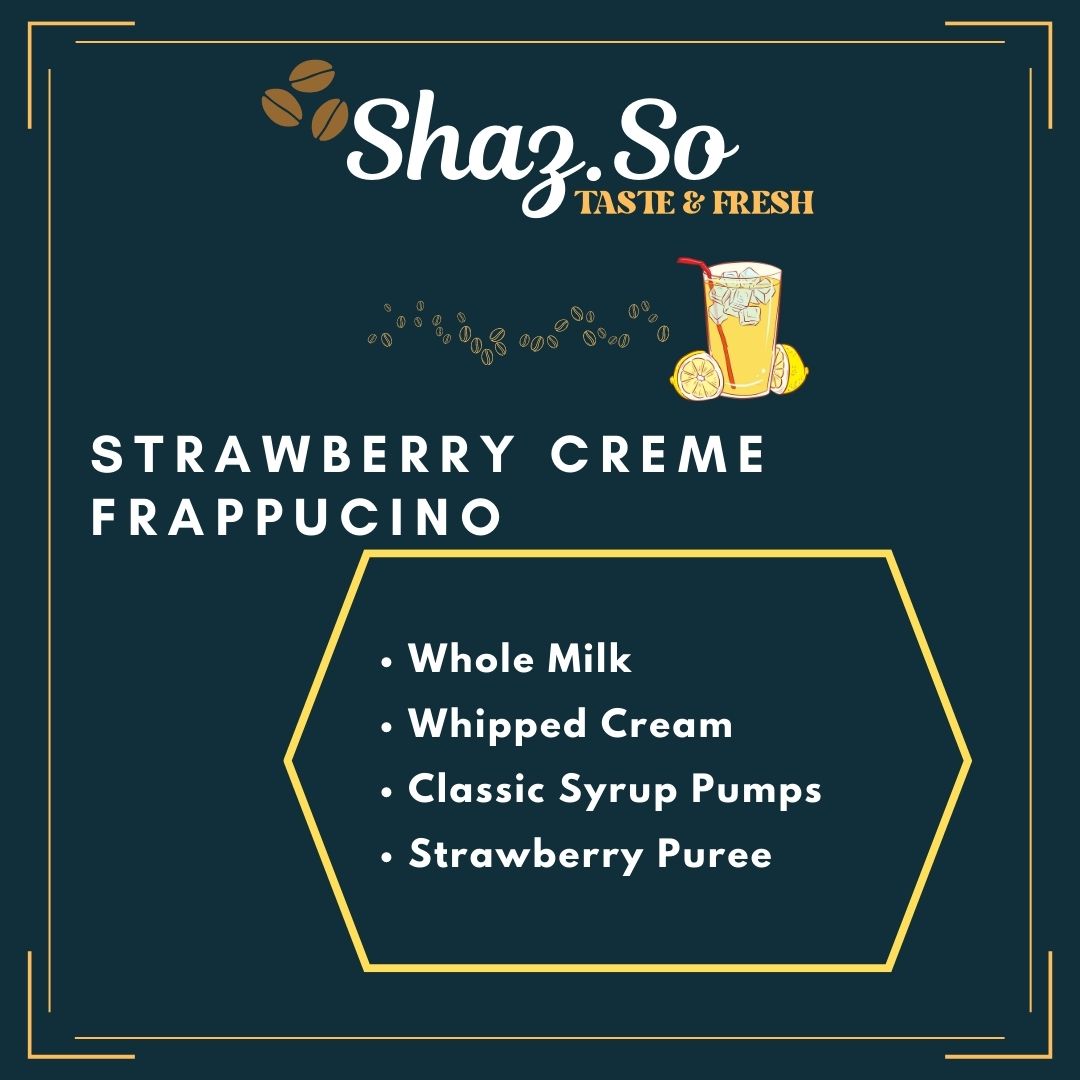 Shaz.So
TASTE & FRESH
STRAWBERRY CREME
FRAPPUCINO
• Whole Milk
• Whipped Cream
• Classic Syrup Pumps
• Strawberry Puree